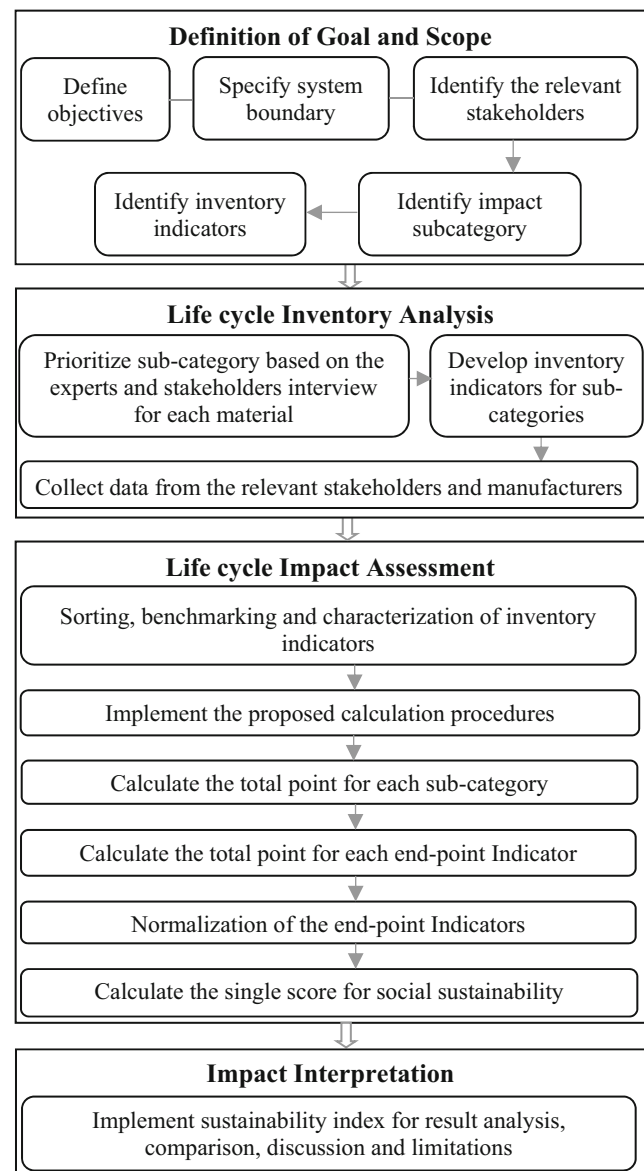 Definition of Goal and Scope
Define
objectives
Specify system
boundary
Identify the relevant
stakeholders
Identify inventory
indicators
Identify impact
subcategory
Life cycle Inventory Analysis
Prioritize sub-category based on the
experts and stakeholders interview
for each material
Develop inventory
indicators for sub-
categories
Collect data from the relevant stakeholders and manufacturers
Life cycle Impact Assessment
Sorting, benchmarking and characterization of inventory
indicators
Implement the proposed calculation procedures
Calculate the total point for each sub-category
Calculate the total point for each end-point Indicator
Normalization of the end-point Indicators
Calculate the single score for social sustainability
Impact Interpretation
Implement sustainability index for result analysis,
comparison, discussion and limitations